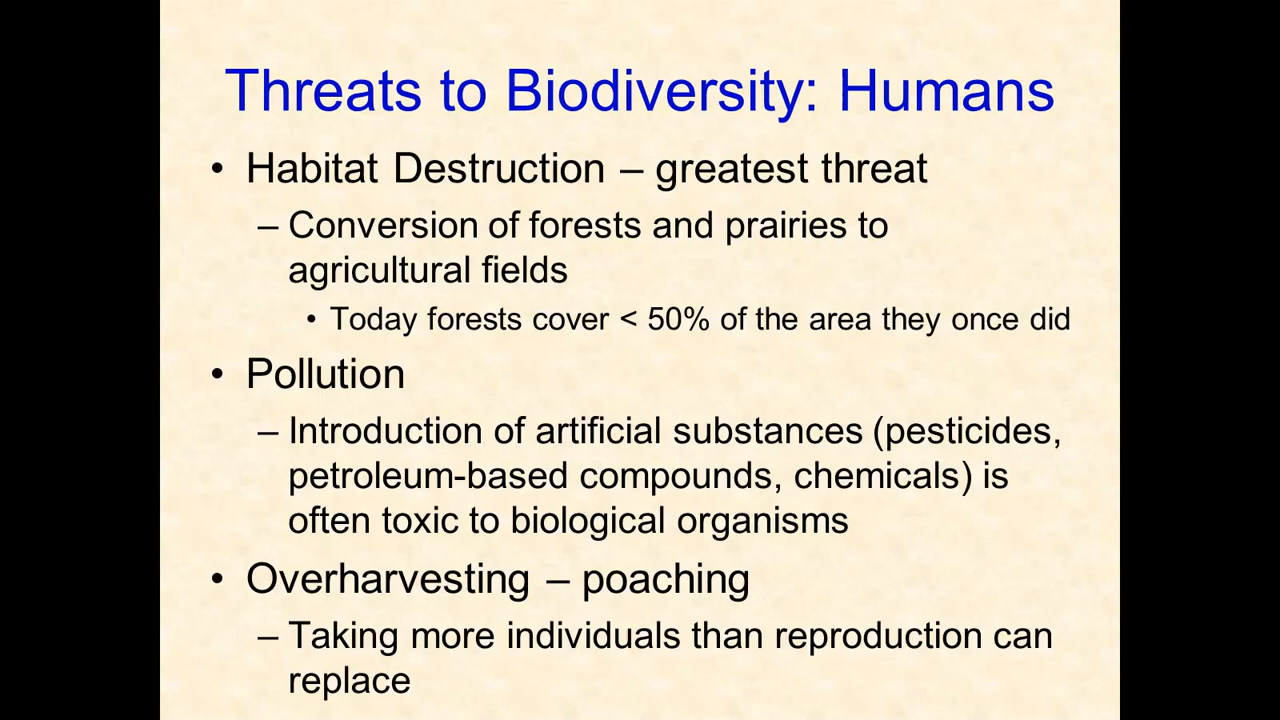 Threats to Biodiversity: Humans
• Habitat Destruction – greatest threat
– Conversion of forests and prairies to
agricultural fields
• Today forests cover < 50% of the area they once did
• Pollution
– Introduction of artificial substances (pesticides,
petroleum-based compounds, chemicals) is
often toxic to biological organisms
• Overharvesting – poaching
– Taking more individuals than reproduction can
replace